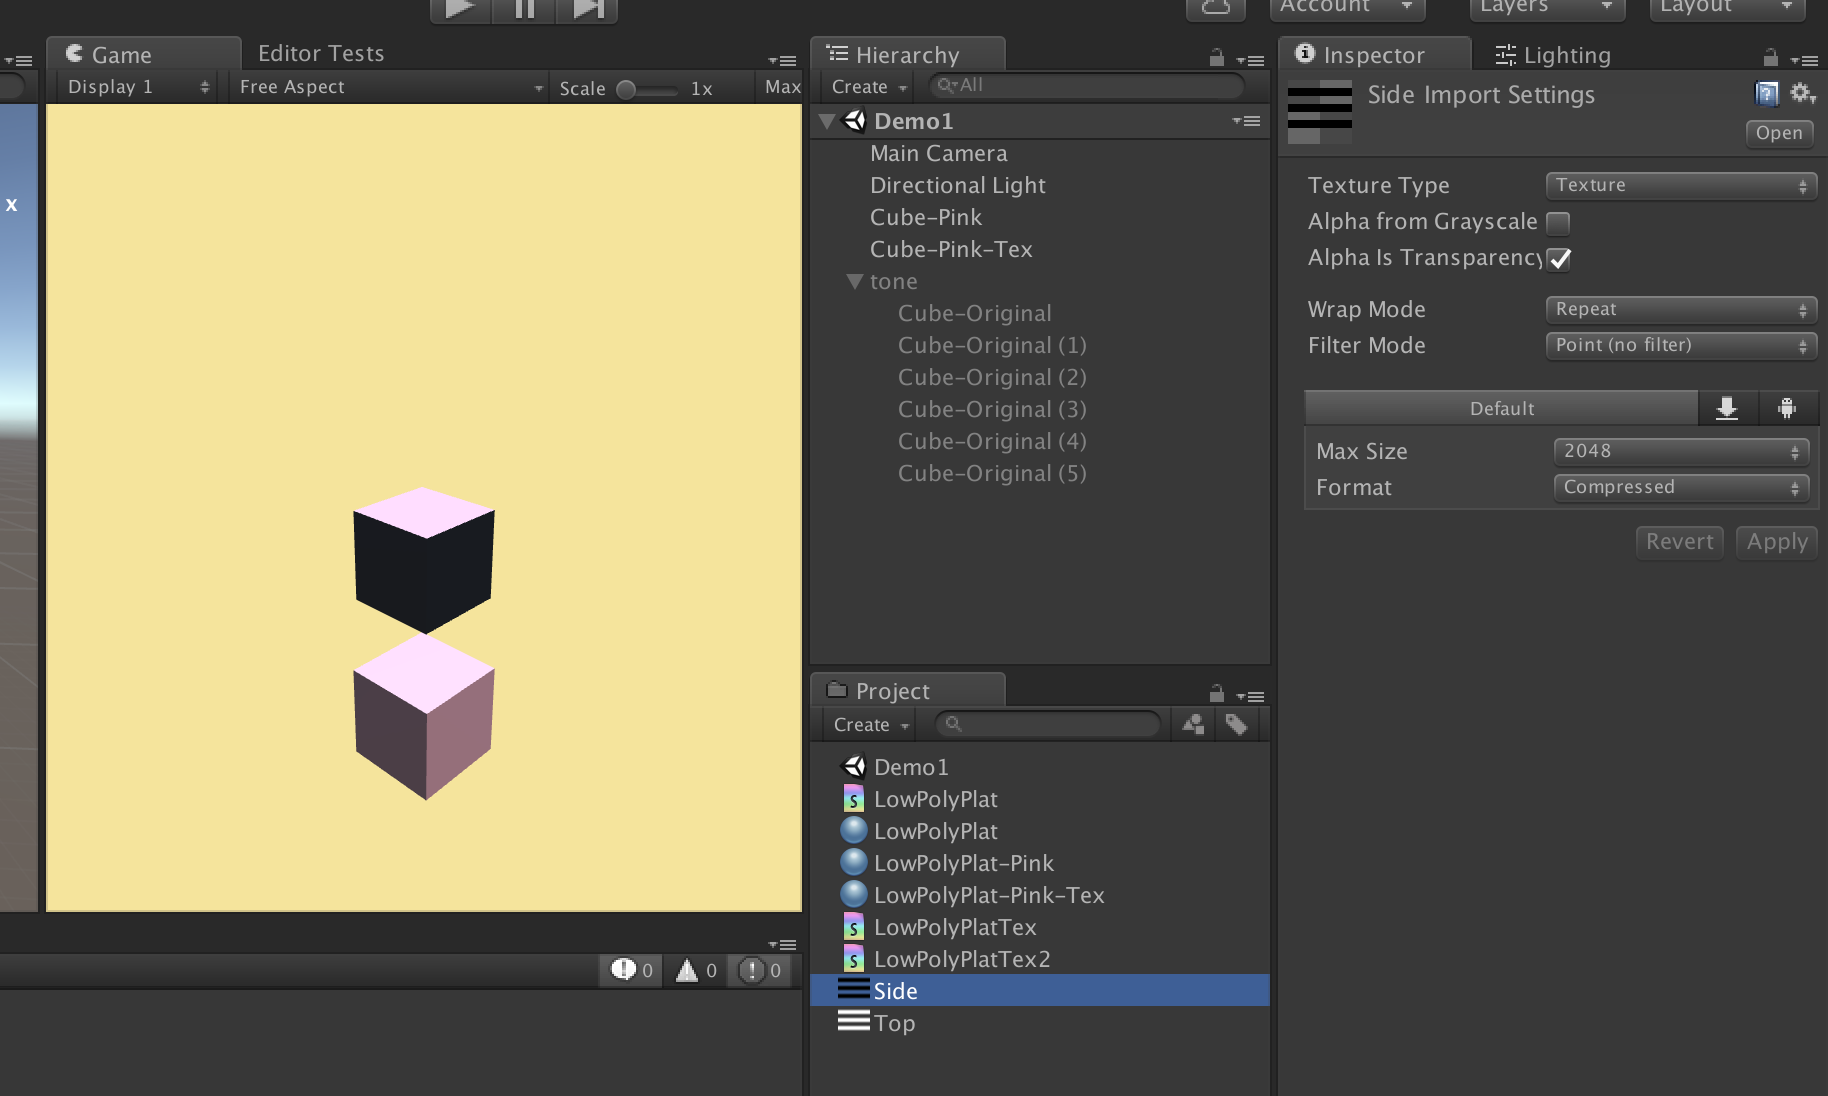 Account
Layers
Layout
Game
Editor Tests
Hierarchy
Inspector
Lighting
Display 1
Free Aspect
Scale
1x
Max
Create
All
Side Import Settings
Open
x
Demo1
Main Camera
Directional Light
Cube-Pink
Cube-Pink-Tex
tone
Cube-Original
Cube-Original (1)
Cube-Original (2)
Cube-Original (3)
Cube-Original (4)
Cube-Original (5)
Texture Type
Texture
Alpha from Grayscale
Alpha Is Transparency
Wrap Mode
Repeat
Filter Mode
Point (no filter)
Default
Max Size
2048
Format
Compressed
Revert
Apply
Project
Create
Demo1
S LowPolyPlat
LowPolyPlat
LowPolyPlat-Pink
LowPolyPlat-Pink-Tex
S LowPolyPlatTex
S LowPolyPlatTex2
Side
Top
0
0
0